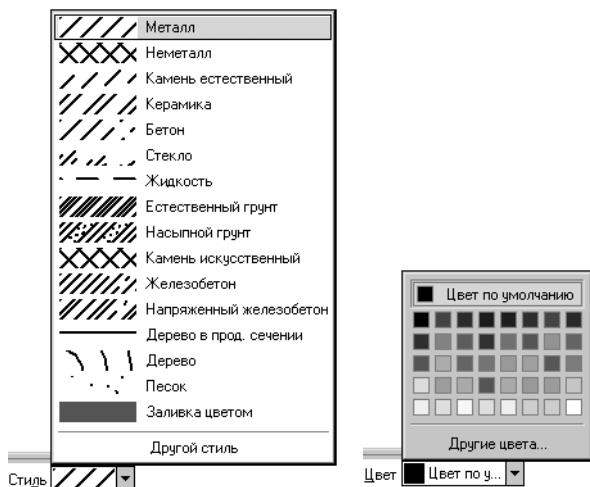 Металл
Неметалл
Камень естественный
Керамика
Бетон
Стекло
Жидкость
Естественный грунт
Насыпной грунт
Камень искусственный
Железобетон
Напряженный железобетон
Дерево в прод. сечении
Дерево
Песок
Заливка цветом
Другой стиль
Стиль
Цвет по умолчанию
Другие цвета...
Цвет Цвет по у...